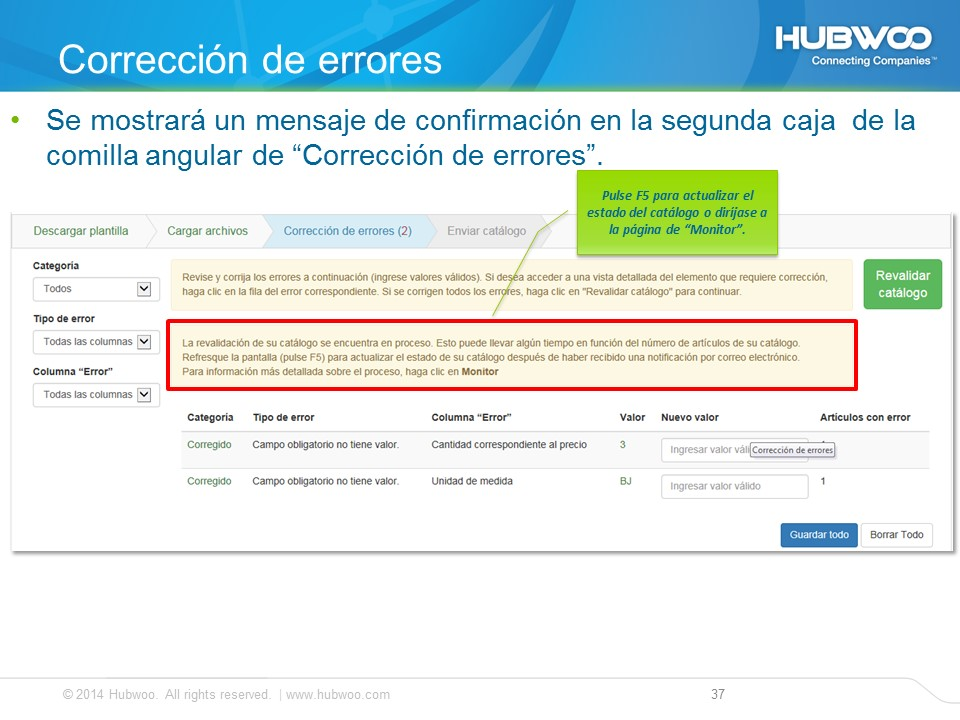 Corrección de errores
HUBWOO
Connecting Companies™
• Se mostrará un mensaje de confirmación en la segunda caja de la
comilla angular de “Corrección de errores”.
Pulse F5 para actualizar el
estado del catálogo o diríjase a
la página de “Monitor”.
Descargar plantilla
Cargar archivos
Corrección de errores (2)
Enviar catálogo
Categoría
Todos
Tipo de error
Todas las columnas
Columna “Error”
Todas las columnas
Revise y corrija los errores a continuación (ingrese valores válidos). Si desea acceder a una vista detallada del elemento que requiere corrección,
haga clic en la fila del error correspondiente. Si se corrigen todos los errores, haga clic en "Revalidar catálogo" para continuar.
Revalidar
catálogo
La revalidación de su catálogo se encuentra en proceso. Esto puede llevar algún tiempo en función del número de artículos de su catálogo.
Refresque la pantalla (pulse F5) para actualizar el estado de su catálogo después de haber recibido una notificación por correo electrónico.
Para información más detallada sobre el proceso, haga clic en Monitor
Categoría Tipo de error Columna “Error” Valor Nuevo valor Artículos con error
Corregido Campo obligatorio no tiene valor. Cantidad correspondiente al precio 3 Ingresar valor
Corrección de errores
Corregido Campo obligatorio no tiene valor. Unidad de medida BJ Ingresar valor válido 1
Guardar todo
Borrar Todo
© 2014 Hubwoo. All rights reserved. | www.hubwoo.com
37